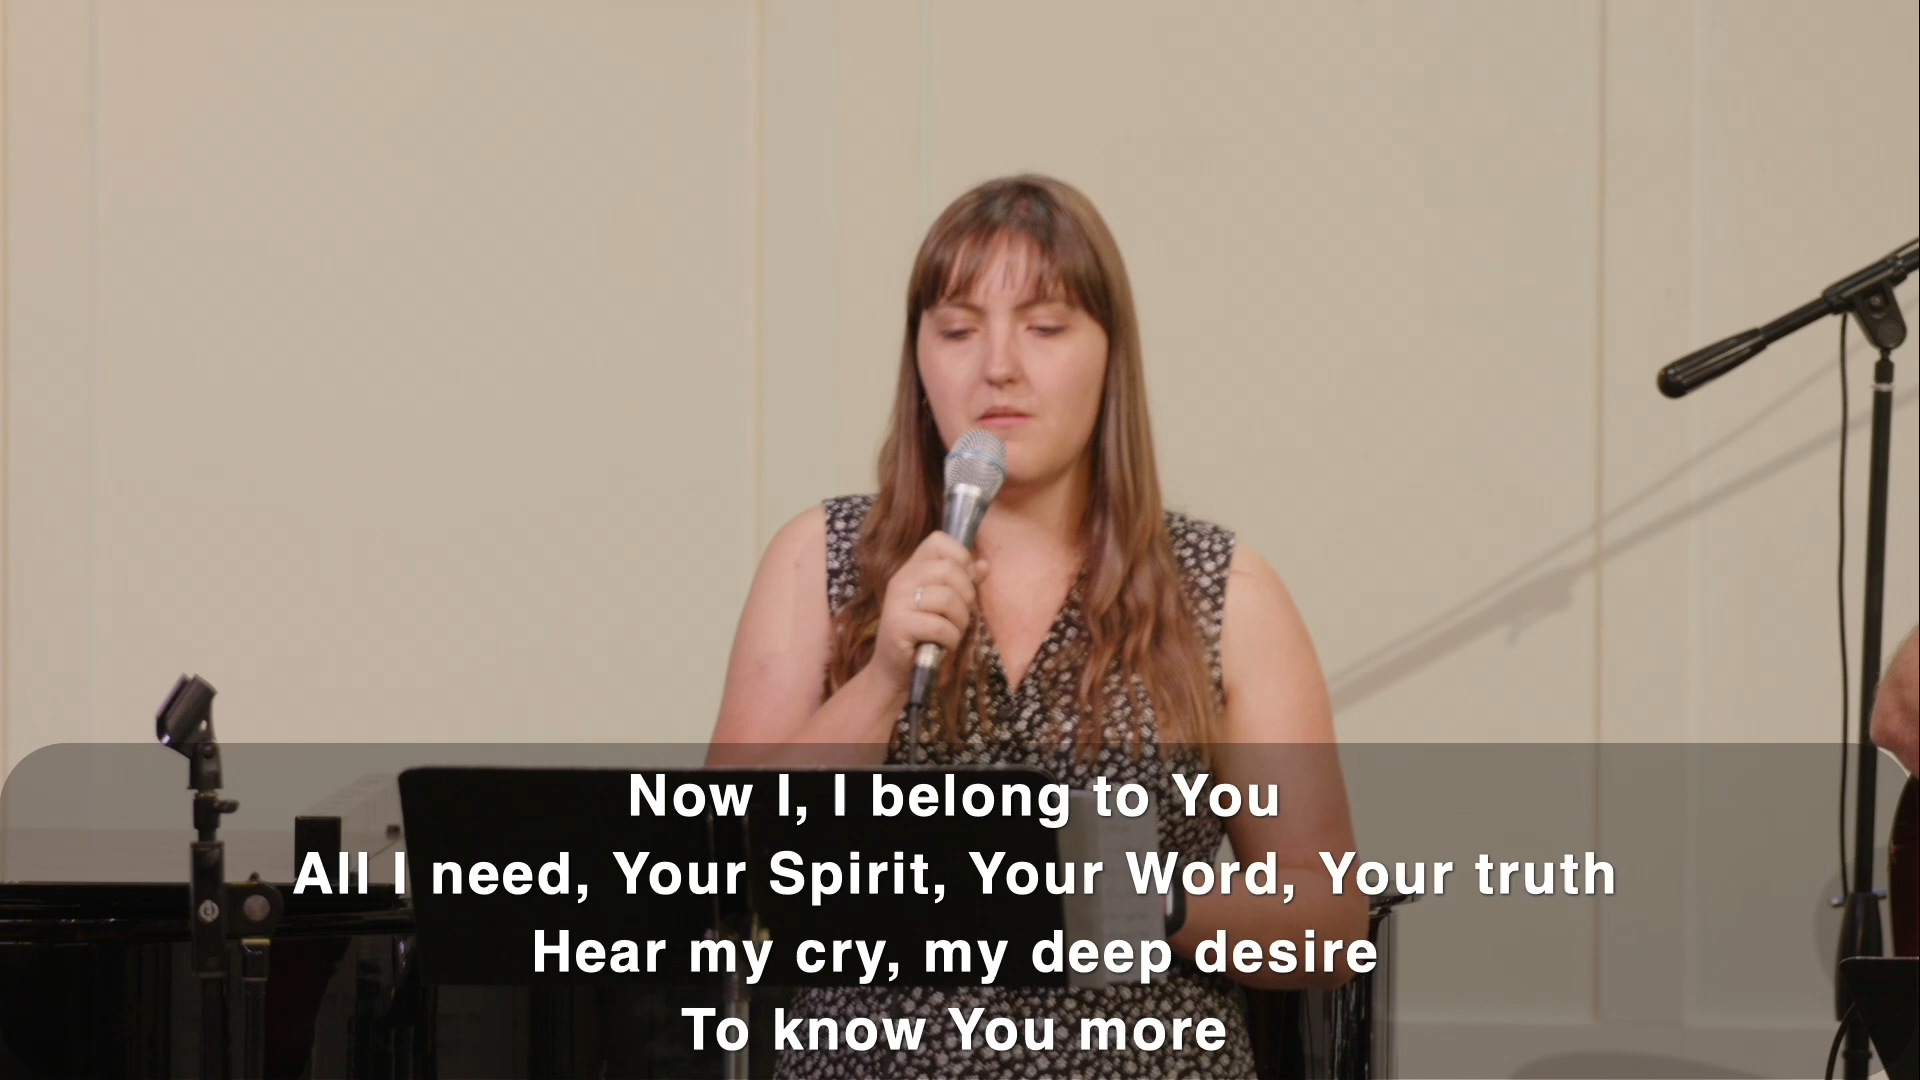 Now I, I belong to You
All I need, Your Spirit, Your Word, Your truth
Hear my cry, my deep desire
To know You more